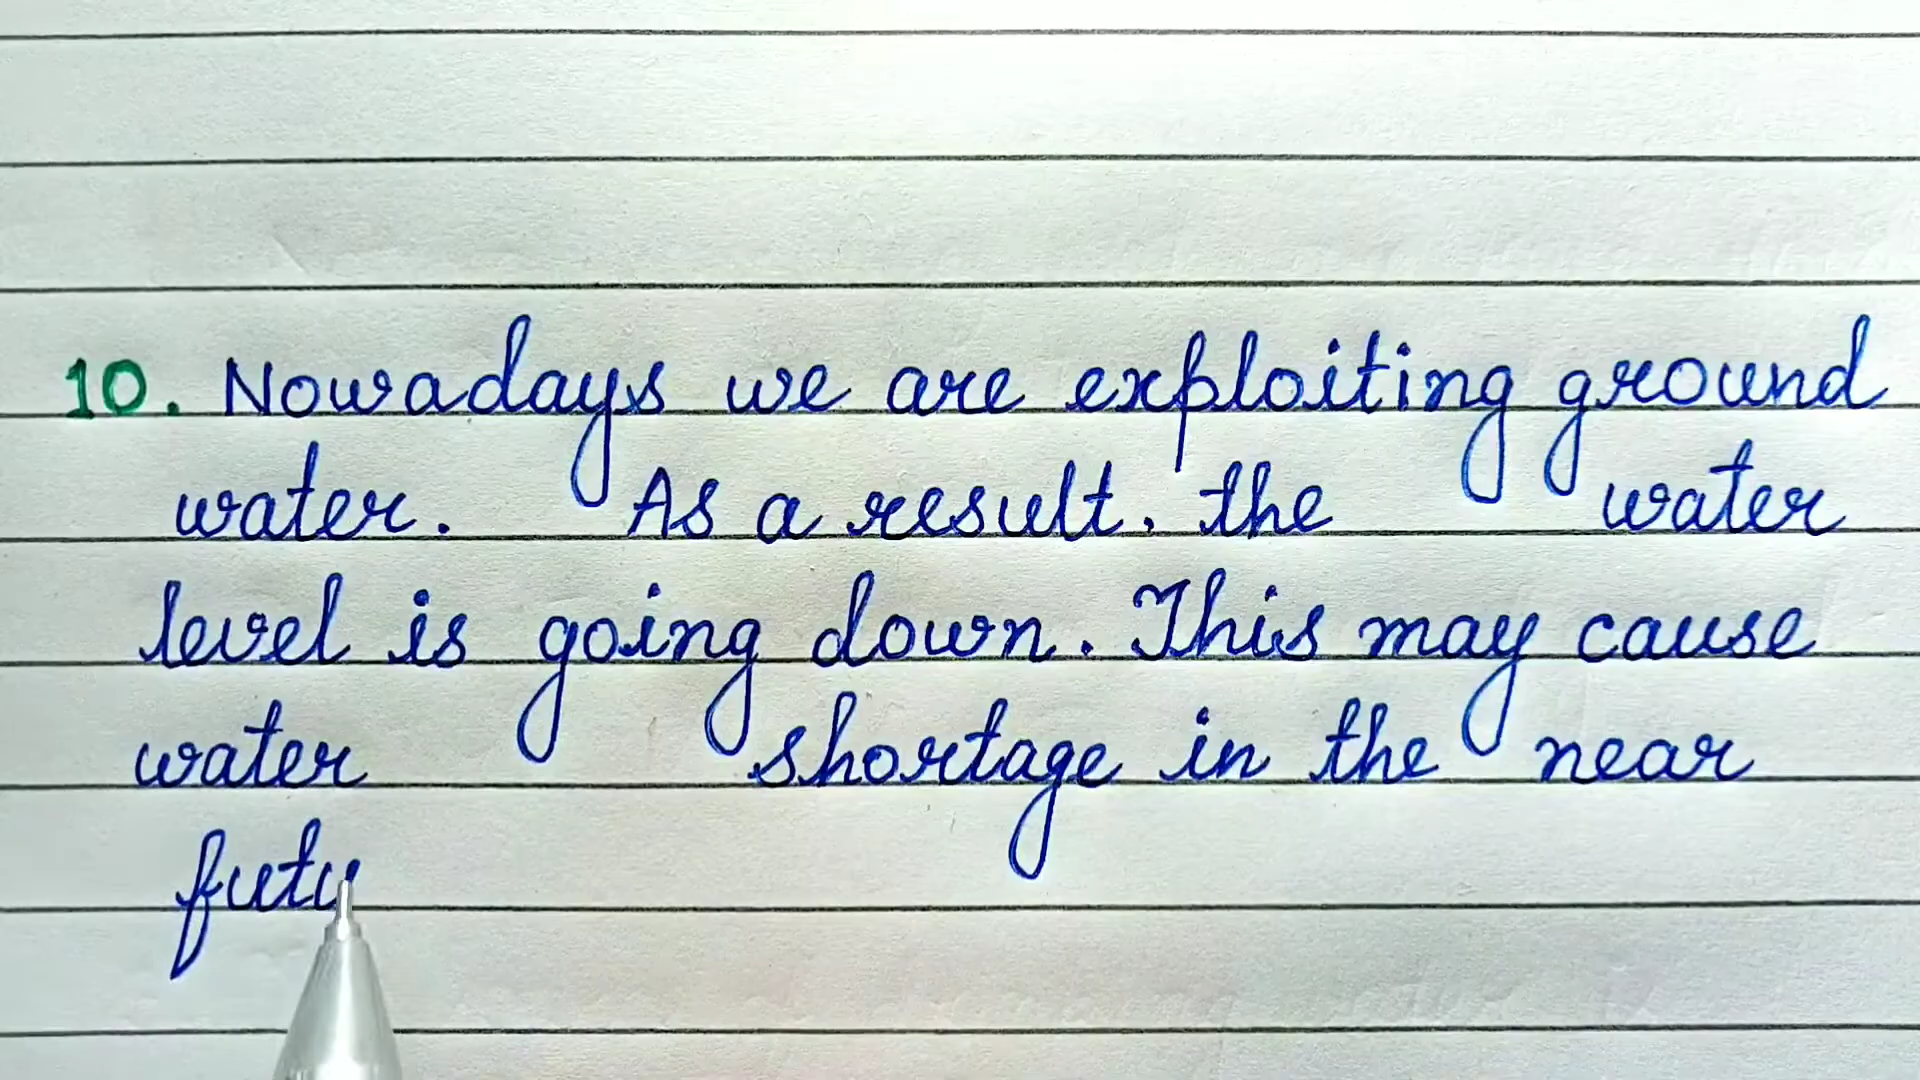 10. Nowadays we are exploiting ground
water. As a result, the water
level is going down. This may cause
water shortage in the near
futu